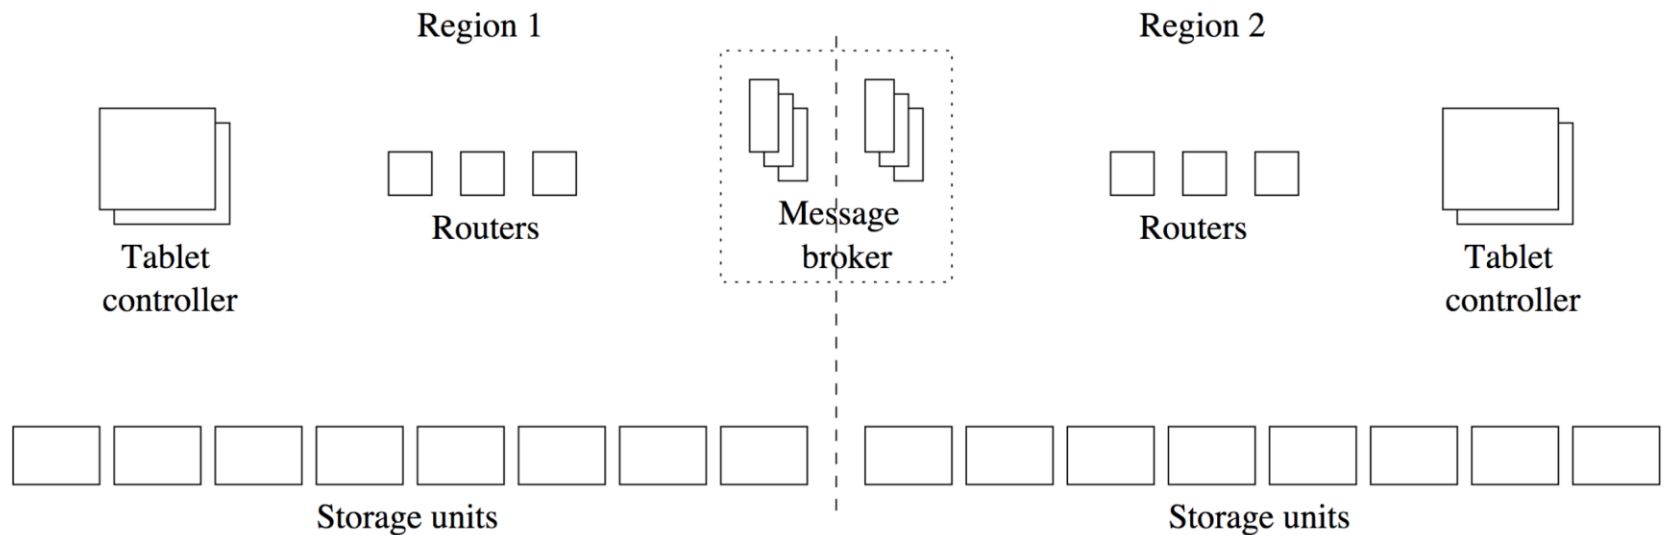 Region 1
Region 2
Tablet
controller
Routers
Message
broker
Routers
Tablet
controller
Storage units
Storage units